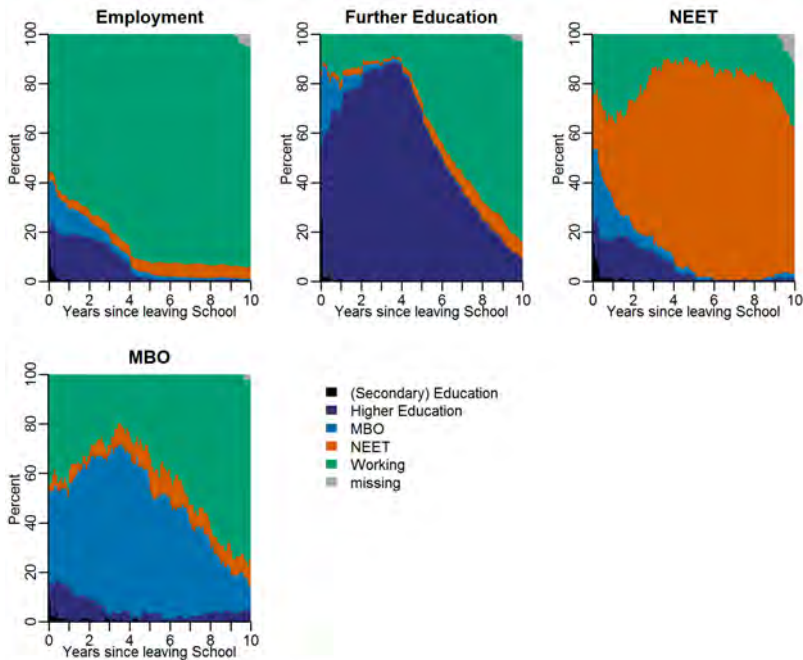 Employment
Further Education
NEET
Percent
0 20 40 60 80 100
0 2 4 6 8 10
Years since leaving School
Percent
0 20 40 60 80 100
0 2 4 6 8 10
Years since leaving School
Percent
0 20 40 60 80 100
0 2 4 6 8 10
Years since leaving School
MBO
Percent
0 20 40 60 80 100
0 2 4 6 8 10
Years since leaving School
(Secondary) Education
Higher Education
MBO
NEET
Working
missing